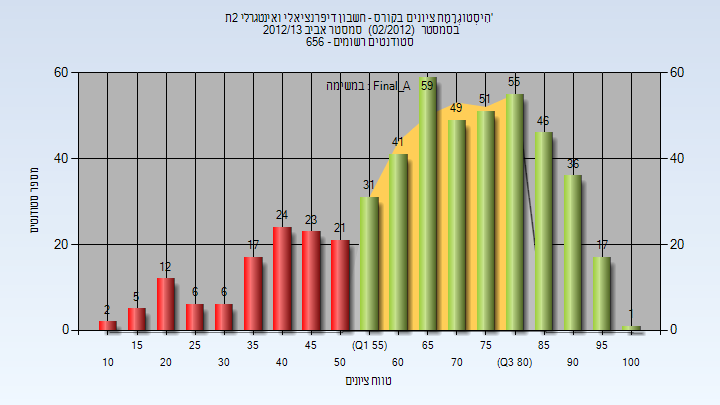 הִיסְטוֹגְרָמַת ציונים בקורס - חשבון דיפרנציאלי ואינטגרלי 2ת'
בסמסטר (02/2012) סמסטר אביב 2012/13
סטודנטים רשומים - 656
במשימה : Final_A
מספר סטודנטים
60
40
20
0
60
40
20
0
2 5 12 6 6 17 24 23 21 31 41 59 49 51 55 46 36 17 1
15 25 35 45 (Q1 55) 65 75 85 95
10 20 30 40 50 60 70 (Q3 80) 90 100
טווח ציונים